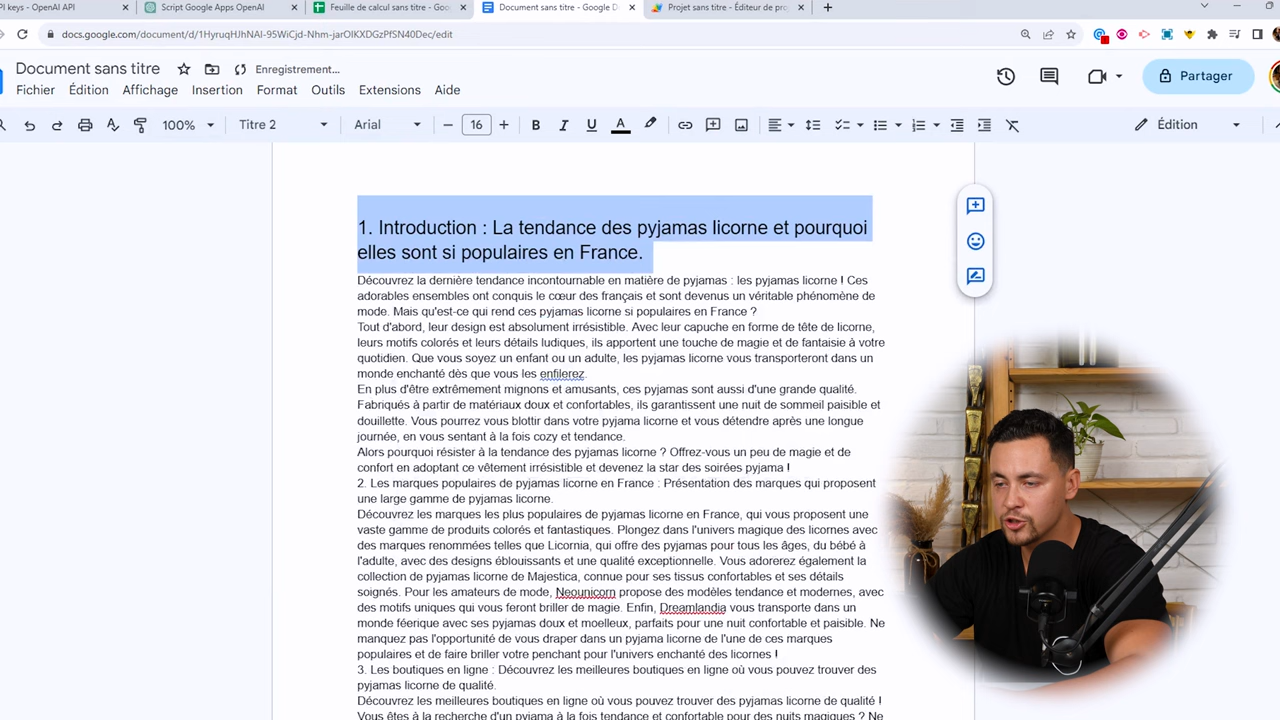 PI keys - OpenAI API
Script Google Apps OpenAI
Feuille de calcul sans titre - Goo
Document sans titre - Google D
Projet sans titre - Éditeur de pro
docs.google.com/document/d/1HyruqHJhNAI-95WiCjd-Nhm-jarOlKXDGzPfSN40Dec/edit
Document sans titre
Enregistrement...
Fichier Édition Affichage Insertion Format Outils Extensions Aide
Partager
100% Titre 2 Arial 16 B I U A Édition
1. Introduction : La tendance des pyjamas licorne et pourquoi
elles sont si populaires en France.
Découvrez la dernière tendance incontournable en matière de pyjamas : les pyjamas licorne ! Ces
adorables ensembles ont conquis le cœur des français et sont devenus un véritable phénomène de
mode. Mais qu'est-ce qui rend ces pyjamas licorne si populaires en France ?
Tout d'abord, leur design est absolument irrésistible. Avec leur capuche en forme de tête de licorne,
leurs motifs colorés et leurs détails ludiques, ils apportent une touche de magie et de fantaisie à votre
quotidien. Que vous soyez un enfant ou un adulte, les pyjamas licorne vous transporteront dans un
monde enchanté dès que vous les enfilerez.
En plus d'être extrêmement mignons et amusants, ces pyjamas sont aussi d'une grande qualité.
Fabriqués à partir de matériaux doux et confortables, ils garantissent une nuit de sommeil paisible et
douillette. Vous pourrez vous blottir dans votre pyjama licorne et vous détendre après une longue
journée, en vous sentant à la fois cozy et tendance.
Alors pourquoi résister à la tendance des pyjamas licorne ? Offrez-vous un peu de magie et de
confort en adoptant ce vêtement irrésistible et devenez la star des soirées pyjama !
2. Les marques populaires de pyjamas licorne en France : Présentation des marques qui proposent
une large gamme de pyjamas licorne.
Découvrez les marques les plus populaires de pyjamas licorne en France, qui vous proposent une
vaste gamme de produits colorés et fantastiques. Plongez dans l'univers magique des licornes avec
des marques renommées telles que Licornia, qui offre des pyjamas pour tous les âges, du bébé à
l'adulte, avec des designs éblouissants et une qualité exceptionnelle. Vous adorerez également la
collection de pyjamas licorne de Majestica, connue pour ses tissus confortables et ses détails
soignés. Pour les amateurs de mode, Neounicorn propose des modèles tendance et modernes, avec
des motifs uniques qui vous feront briller de magie. Enfin, Dreamlandia vous transporte dans un
monde féerique avec ses pyjamas doux et moelleux, parfaits pour une nuit confortable et paisible. Ne
manquez pas l'opportunité de vous draper dans un pyjama licorne de l'une de ces marques
populaires et de faire briller votre penchant pour l'univers enchanté des licornes !
3. Les boutiques en ligne : Découvrez les meilleures boutiques en ligne où vous pouvez trouver des
pyjamas licorne de qualité.
Découvrez les meilleures boutiques en ligne où vous pouvez trouver des pyjamas licorne de qualité !
Vous êtes à la recherche d'un pyjama à la fois tendance et confortable pour des nuits magiques ? Ne